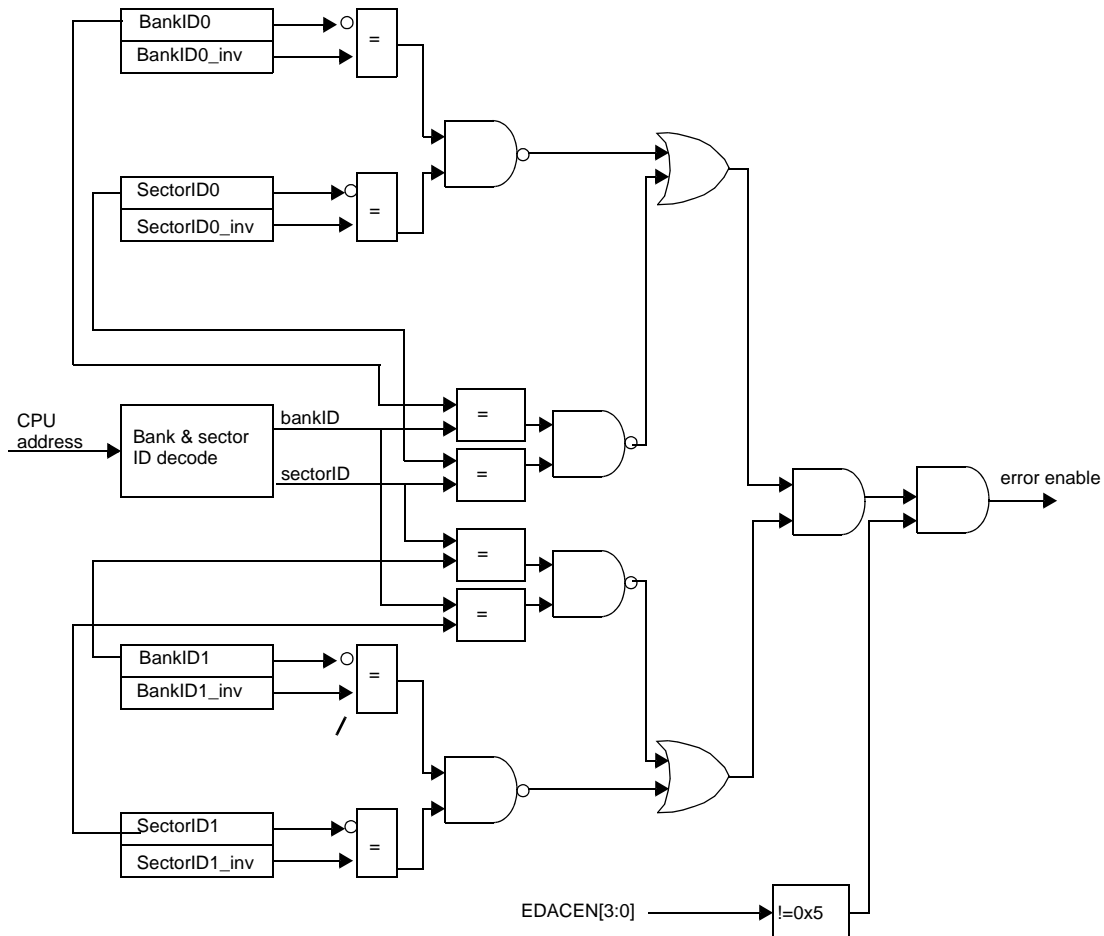 BankID0
=
BankID0_inv
SectorID0
=
SectorID0_inv
CPU
address
Bank & sector
ID decode
bankID
sectorID
=
=
error enable
=
=
BankID1
=
BankID1_inv
SectorID1
=
SectorID1_inv
EDACEN[3:0]
!=0x5